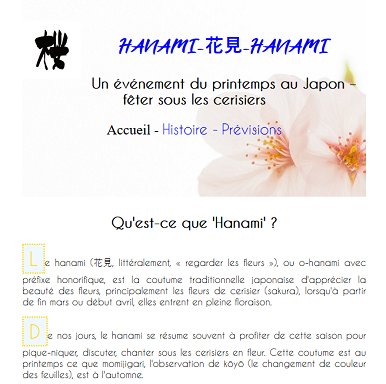 桜
HANAMI-花見-HANAMI
Un événement du printemps au Japon -
fêter sous les cerisiers
Accueil - Histoire - Prévisions
Qu'est-ce que 'Hanami' ?
Le hanami (花見, littéralement, « regarder les fleurs »), ou o-hanami avec
préfixe honorifique, est la coutume traditionnelle japonaise d'apprécier la
beauté des fleurs, principalement les fleurs de cerisier (sakura), lorsqu'à partir
de fin mars ou début avril, elles entrent en pleine floraison.
De nos jours, le hanami se résume souvent à profiter de cette saison pour
pique-niquer, discuter, chanter sous les cerisiers en fleur. Cette coutume est au
printemps ce que momijigari, l'observation de kōyō (le changement de couleur
des feuilles), est à l'automne.